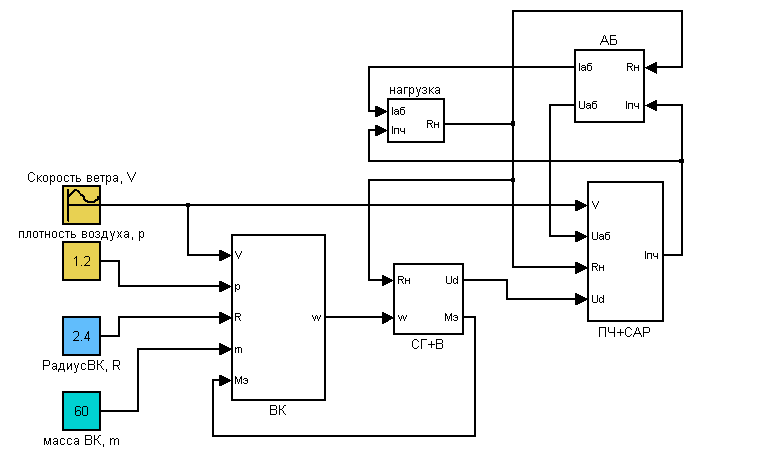 АБ
Iаб
Rн
Uаб
Iпч
нагрузка
Iаб
Iпч
Rн
Скорость ветра, V
плотность воздуха, p
1.2
2.4
РадиусВК, R
60
масса ВК, m
V
p
R
m
Mэ
w
ВК
Rн
w
Ud
Mэ
СГ+В
V
Uаб
Rн
Ud
Iпч
ПЧ+САР